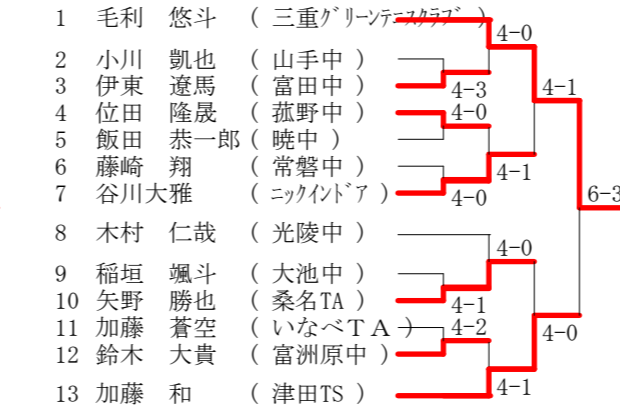 1 毛利 悠斗 ( 三重グリーンテニスクラブ )
4-0
2 小川 凱也 ( 山手中 )
3 伊東 遼馬 ( 富田中 )
4-3
4-1
4 位田 隆晟 ( 菰野中 )
4-0
5 飯田 恭一郎 ( 暁中 )
6 藤崎 翔 ( 常磐中 )
4-1
7 谷川大雅 ( ニックインドア )
4-0
6-3
8 木村 仁哉 ( 光陵中 )
4-0
9 稲垣 颯斗 ( 大池中 )
10 矢野 勝也 ( 桑名TA )
4-1
11 加藤 蒼空 ( いなべＴＡ )
4-2
4-0
12 鈴木 大貴 ( 富洲原中 )
13 加藤 和 ( 津田TS )
4-1